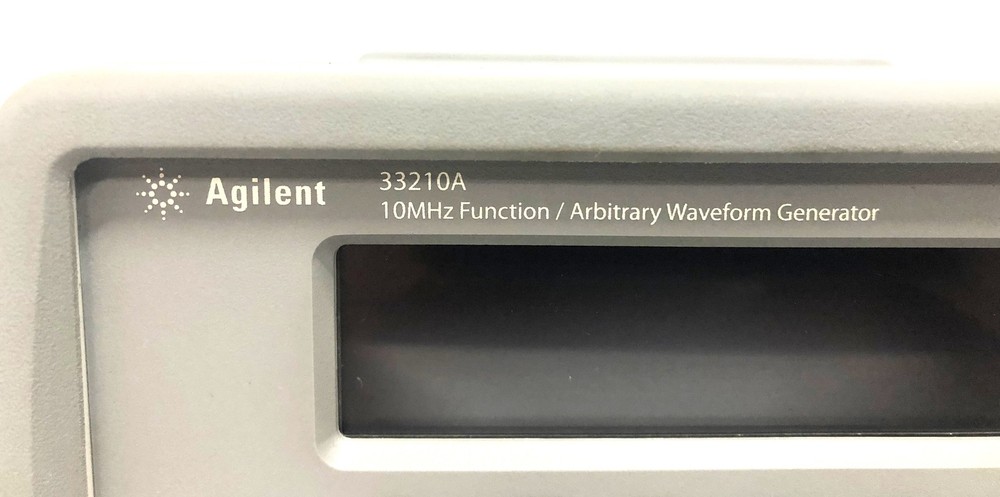 Agilent
33210A
10MHz Function / Arbitrary Waveform Generator